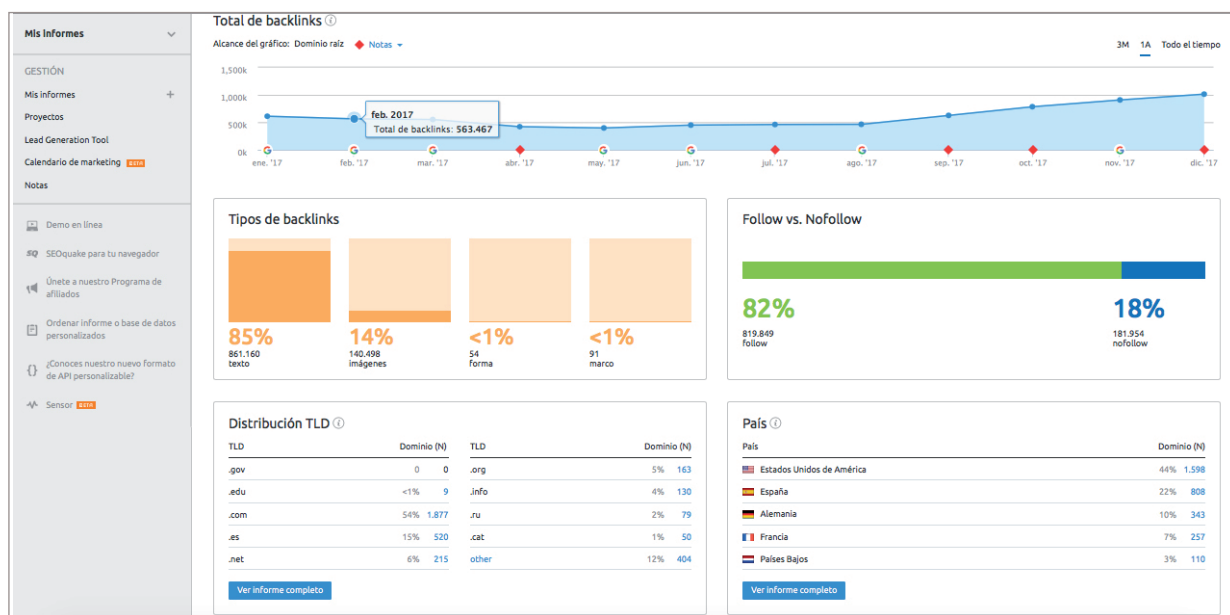 Mis informes
GESTIÓN
Mis informes +
Proyectos
Lead Generation Tool
Calendario de marketing BETA
Notas
Demo en línea
SQ SEOquake para tu navegador
Únete a nuestro Programa de
afiliados
Ordenar informe o base de datos
personalizados
{} ¿Conoces nuestro nuevo formato
de API personalizable?
Sensor BETA
Total de backlinks i
Alcance del gráfico: Dominio raíz Notas
3M 1A Todo el tiempo
1,500k
1,000k
500k
0k
feb. 2017
Total de backlinks: 563.467
G G G G G G G
ene. '17 feb. '17 mar. '17 abr. '17 may. '17 jun. '17 jul. '17 ago. '17 sep. '17 oct. '17 nov. '17 dic. '17
Tipos de backlinks
85% 14% <1% <1%
861.160 140.498 54 91
texto imágenes forma marco
Follow vs. Nofollow
82% 18%
819.849 181.954
follow nofollow
Distribución TLD i
TLD Dominio (N) TLD Dominio (N)
.gov 0 0 .org 5% 163
.edu <1% 9 .info 4% 130
.com 54% 1.877 .ru 2% 79
.es 15% 520 .cat 1% 50
.net 6% 215 other 12% 404
Ver informe completo
País i
País Dominio (N)
Estados Unidos de América 44% 1.598
España 22% 808
Alemania 10% 343
Francia 7% 257
Países Bajos 3% 110
Ver informe completo